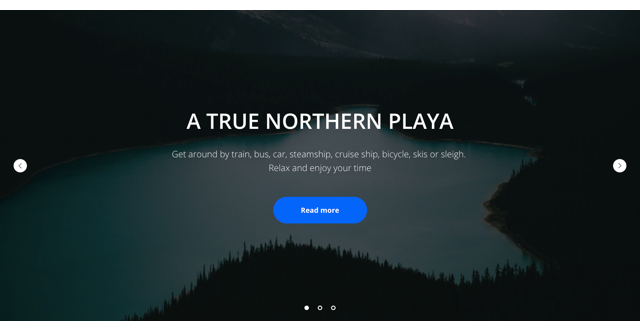 A TRUE NORTHERN PLAYA
Get around by train, bus, car, steamship, cruise ship, bicycle, skis or sleigh.
Relax and enjoy your time
Read more